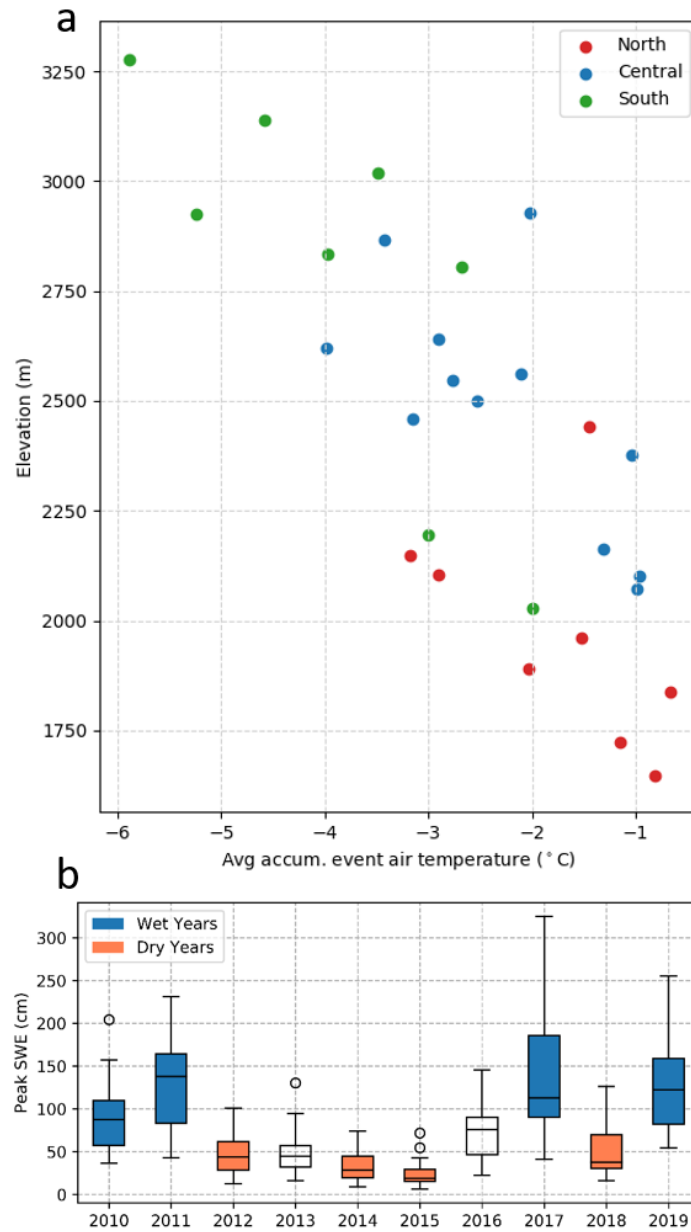 a
North
Central
South
3250
3000
2750
2500
2250
2000
1750
Elevation (m)
−6 −5 −4 −3 −2 −1
Avg accum. event air temperature (°C)
b
Wet Years
Dry Years
300
250
200
150
100
50
0
Peak SWE (cm)
2010 2011 2012 2013 2014 2015 2016 2017 2018 2019